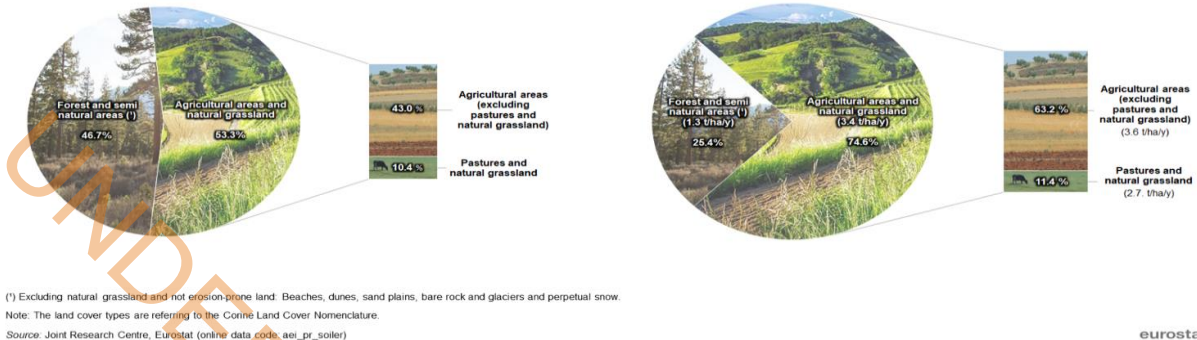 Forest and semi
natural areas (¹)
46.7%
Agricultural areas and
natural grassland
53.3%
43.0 %
10.4 %
Agricultural areas
(excluding
pastures and
natural grassland)
Pastures and
natural grassland
Forest and semi
natural areas (¹)
(1.3 t/ha/y)
25.4%
Agricultural areas and
natural grassland
(3.4 t/ha/y)
74.6%
63.2 %
11.4 %
Agricultural areas
(excluding
pastures and
natural grassland)
(3.6 t/ha/y)
Pastures and
natural grassland
(2.7. t/ha/y)
(¹) Excluding natural grassland and not erosion-prone land: Beaches, dunes, sand plains, bare rock and glaciers and perpetual snow.
Note: The land cover types are referring to the Corine Land Cover Nomenclature.
Source: Joint Research Centre, Eurostat (online data code: aei_pr_soiler)
eurosta
UNDE